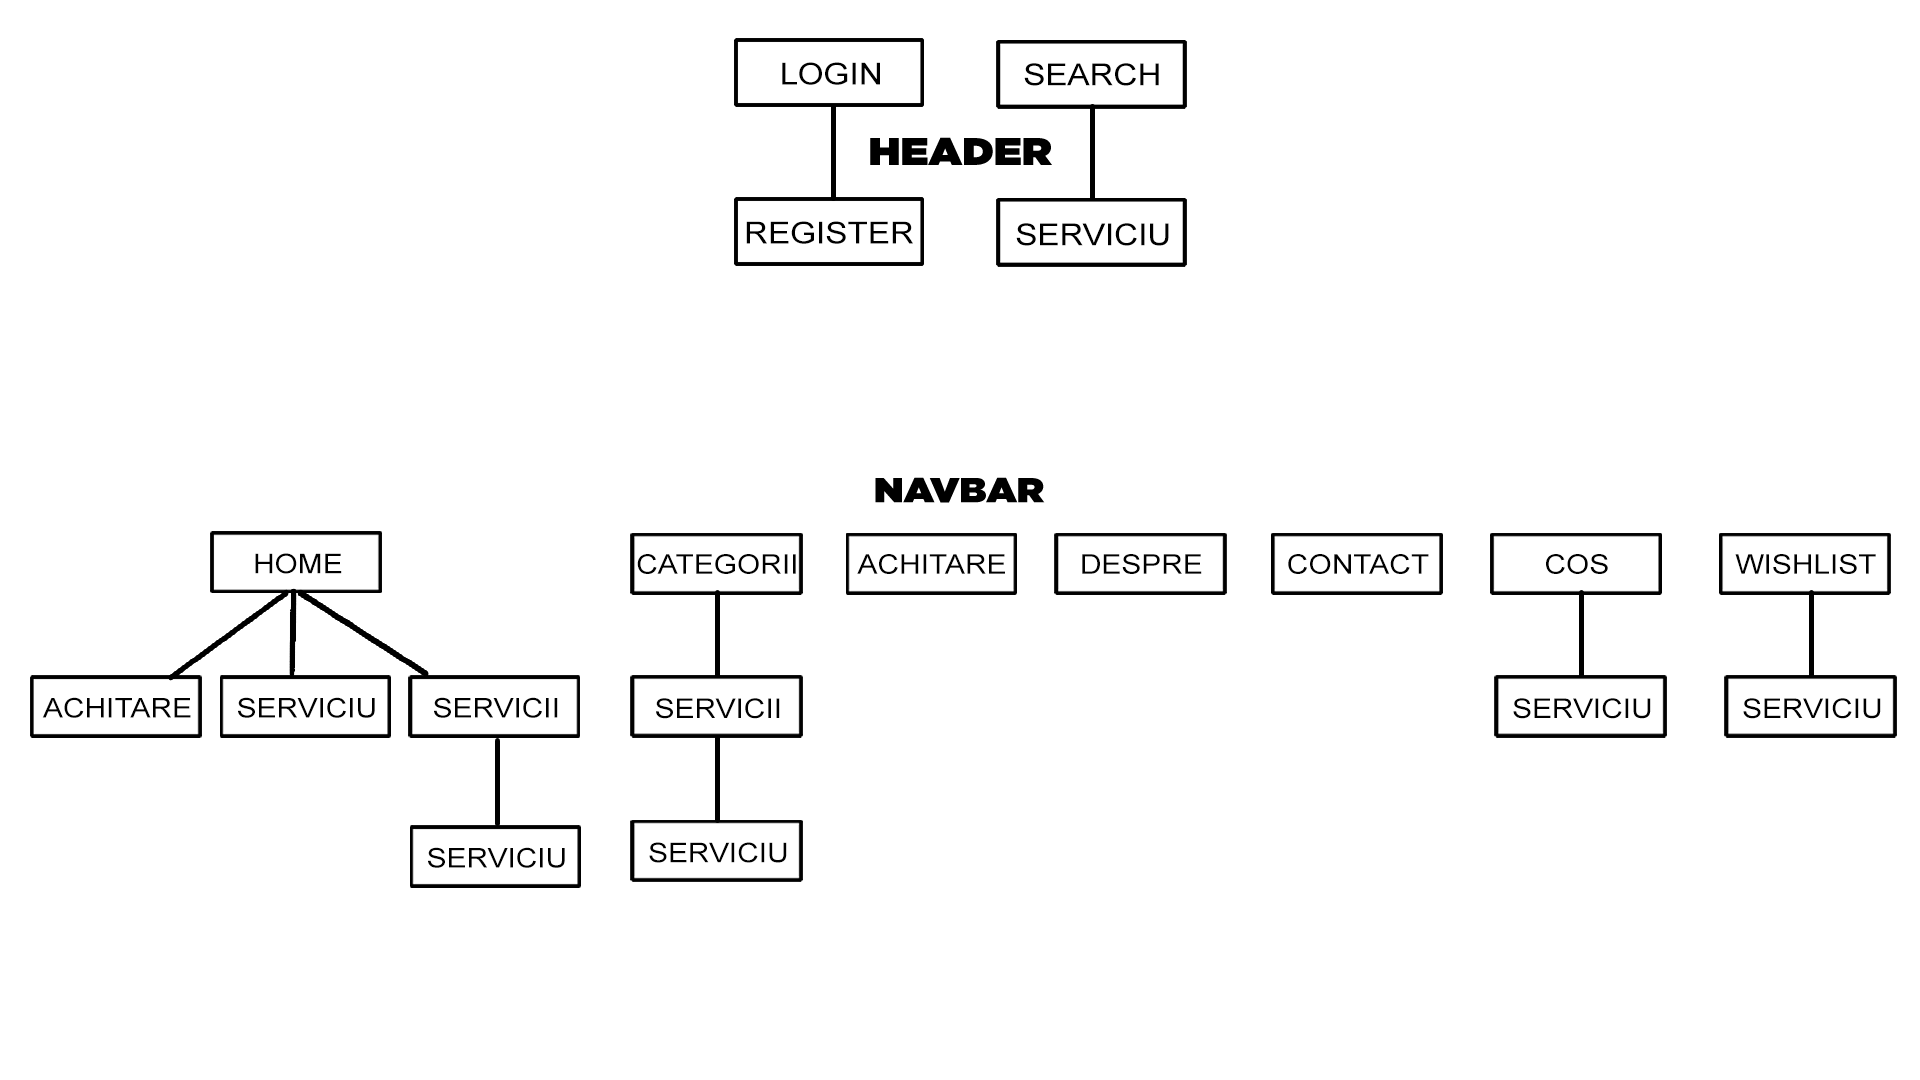 LOGIN
SEARCH
HEADER
REGISTER
SERVICIU
NAVBAR
HOME
CATEGORII
ACHITARE
DESPRE
CONTACT
COS
WISHLIST
ACHITARE
SERVICIU
SERVICII
SERVICII
SERVICIU
SERVICIU
SERVICIU
SERVICIU